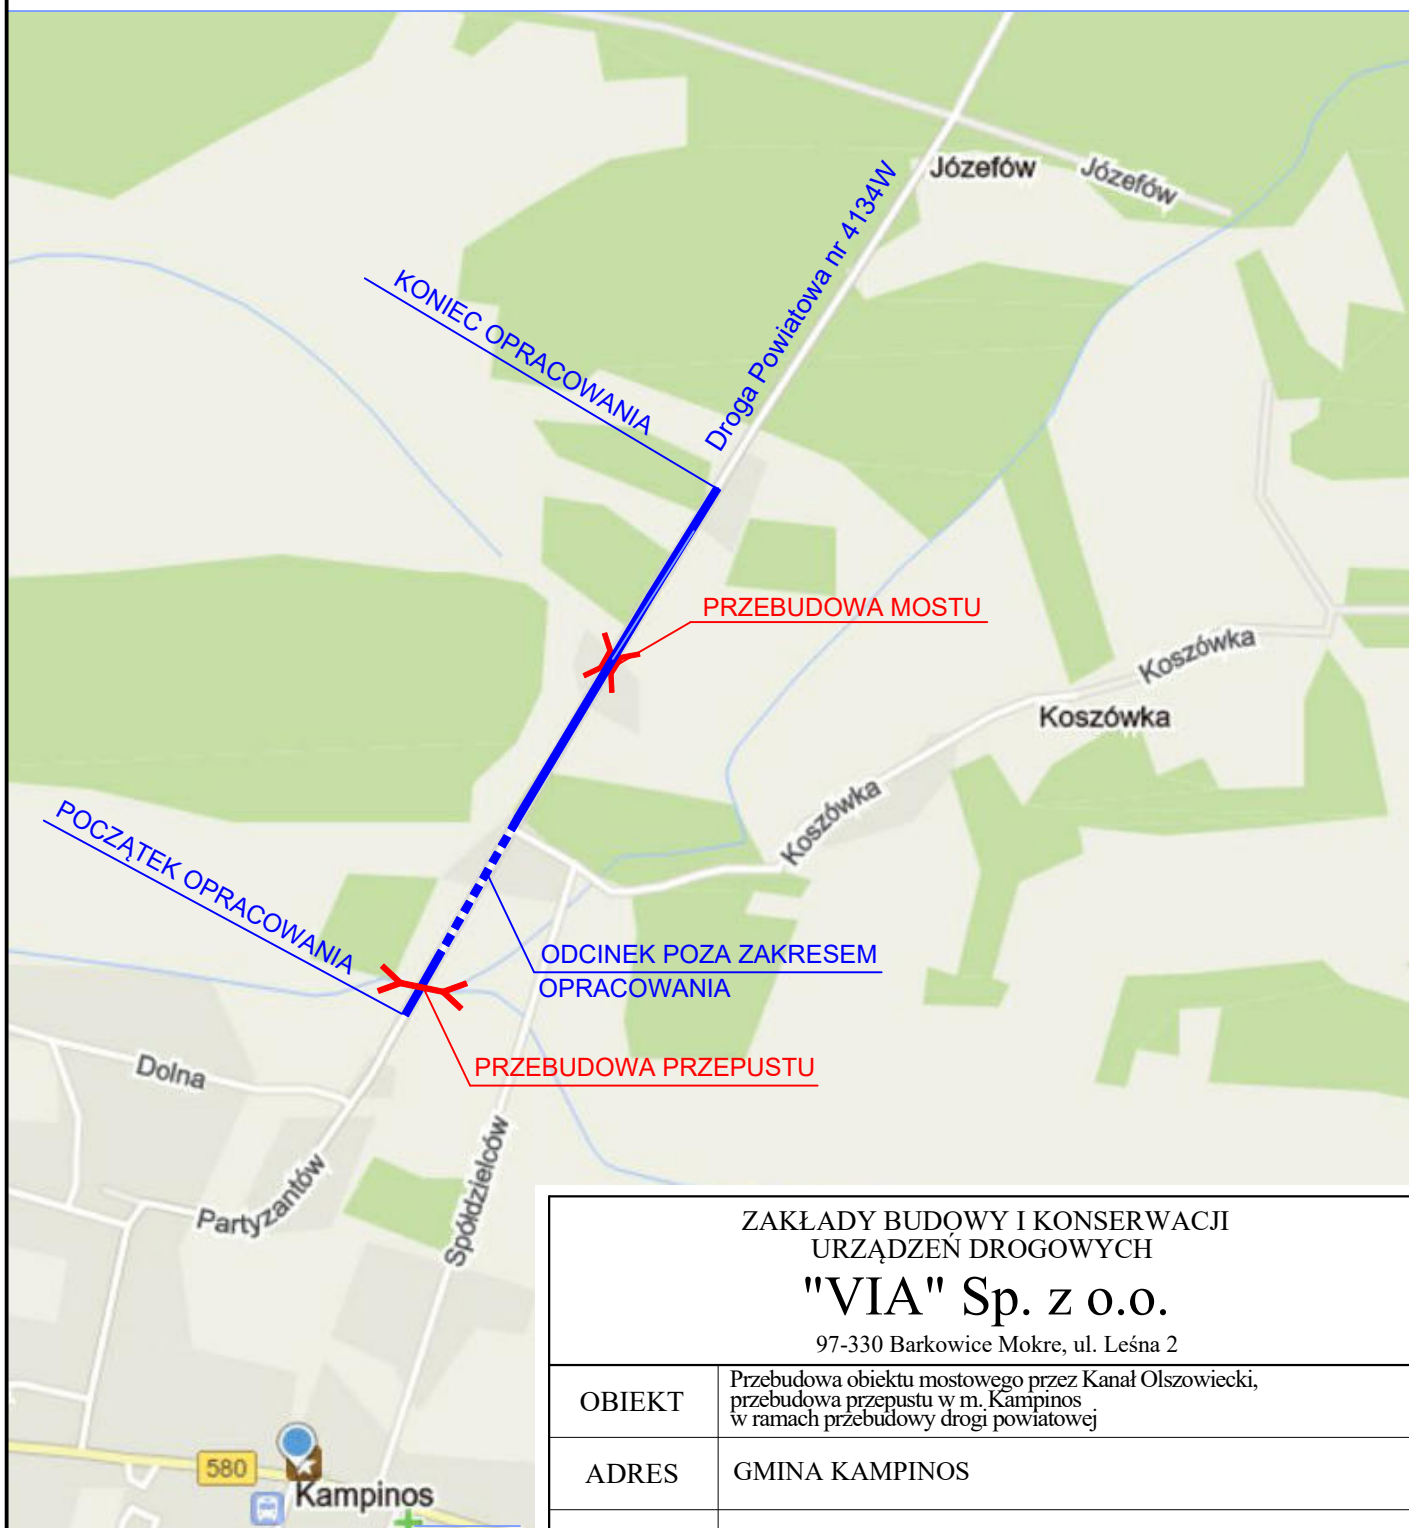 Józefów
Józefów
Droga Powiatowa nr 4134W
KONIEC OPRACOWANIA
PRZEBUDOWA MOSTU
Koszówka
Koszówka
Koszówka
POCZĄTEK OPRACOWANIA
ODCINEK POZA ZAKRESEM
OPRACOWANIA
PRZEBUDOWA PRZEPUSTU
Dolna
Partyzantów
Spółdzielców
580
Kampinos
ZAKŁADY BUDOWY I KONSERWACJI
URZĄDZEŃ DROGOWYCH
"VIA" Sp. z o.o.
97-330 Barkowice Mokre, ul. Leśna 2
OBIEKT
Przebudowa obiektu mostowego przez Kanał Olszowiecki,
przebudowa przepustu w m. Kampinos
w ramach przebudowy drogi powiatowej
ADRES
GMINA KAMPINOS